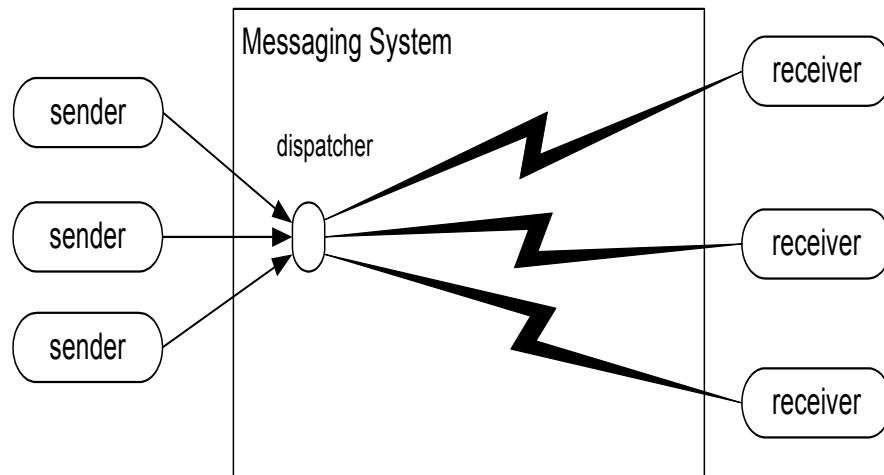 Messaging System
sender
receiver
dispatcher
sender
receiver
sender
receiver